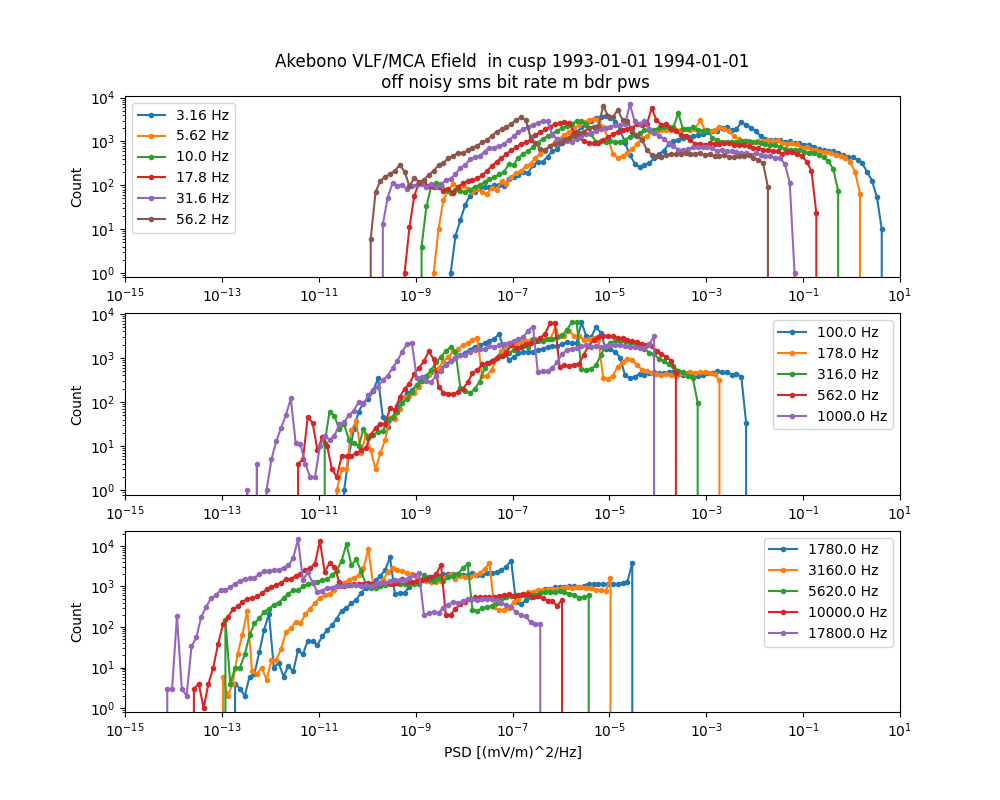 Akebono VLF/MCA Efield  in cusp 1993-01-01 1994-01-01
off noisy sms bit rate m bdr pws
10^4
10^3
10^2
10^1
10^0
Count
3.16 Hz
5.62 Hz
10.0 Hz
17.8 Hz
31.6 Hz
56.2 Hz
10^-15 10^-13 10^-11 10^-9 10^-7 10^-5 10^-3 10^-1 10^1
10^4
10^3
10^2
10^1
10^0
Count
100.0 Hz
178.0 Hz
316.0 Hz
562.0 Hz
1000.0 Hz
10^-15 10^-13 10^-11 10^-9 10^-7 10^-5 10^-3 10^-1 10^1
10^4
10^3
10^2
10^1
10^0
Count
1780.0 Hz
3160.0 Hz
5620.0 Hz
10000.0 Hz
17800.0 Hz
10^-15 10^-13 10^-11 10^-9 10^-7 10^-5 10^-3 10^-1 10^1
PSD [(mV/m)^2/Hz]